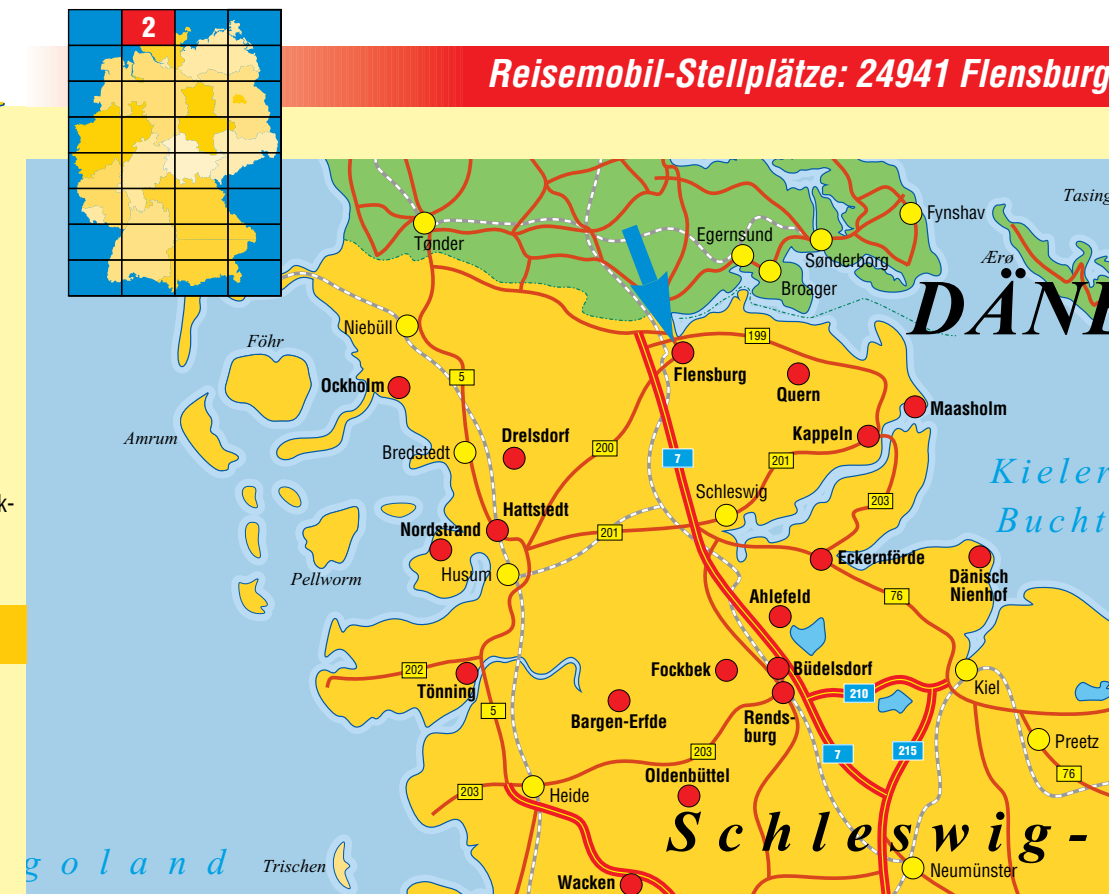 2
Reisemobil-Stellplätze: 24941 Flensburg
Tasing
Fynshav
Tønder
Egernsund
Sønderborg
Ærø
Broager
DÄN
Niebüll
Föhr
199
Flensburg
Ockholm
5
Quern
Maasholm
Amrum
Drelsdorf
Kappeln
Bredstedt
200
7
201
Kieler
Bucht
k-
Schleswig
203
Hattstedt
Nordstrand
201
Eckernförde
Husum
Pellworm
Dänisch
Nienhof
76
Ahlefeld
202
Fockbek
Büdelsdorf
Tönning
210
Kiel
5
Bargen-Erfde
Rends-
burg
203
7
215
Preetz
76
Oldenbüttel
203
Heide
Schleswig-
goland
Trischen
Neumünster
Wacken